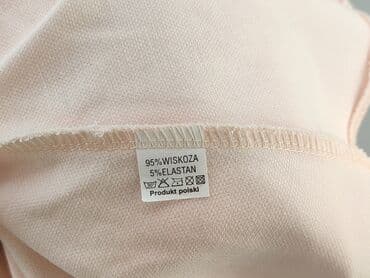 95%WISKOZA
5%ELASTAN
Produkt polski